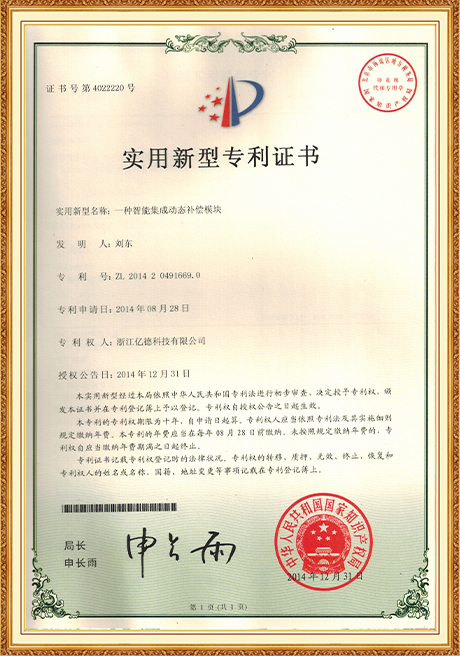 证书号第4022220号
印花税
代扣专用章
实用新型专利证书
实用新型名称：一种智能集成动态补偿模块
发明人：刘东
专利号：ZL 2014 2 0491669.0
专利申请日：2014年08月28日
专利权人：浙江亿德科技有限公司
授权公告日：2014年12月31日
本实用新型经过本局依照中华人民共和国专利法进行初步审查，决定授予专利权，颁
发本证书并在专利登记簿上予以登记。专利权自授权公告之日起生效。
本专利的专利权期限为十年，自申请日起算。专利权人应当依照专利法及其实施细则
规定缴纳年费。本专利的年费应当在每年08月28日前缴纳。未按照规定缴纳年费的，专
利权自应当缴纳年费期满之日起终止。
专利证书记载专利权登记时的法律状况。专利权的转移、质押、无效、终止、恢复和
专利权人的姓名或名称、国籍、地址变更等事项记载在专利登记簿上。
局长
申长雨
申长雨
中华人民共和国国家知识产权局
2014年12月31日
第1页(共1页)